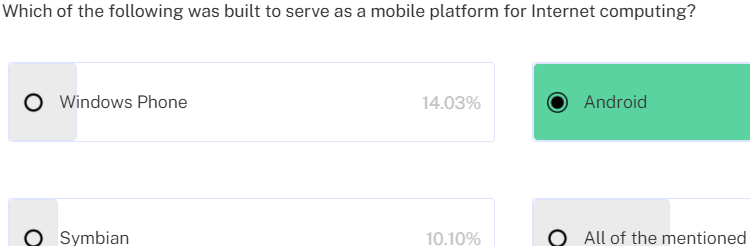 Which of the following was built to serve as a mobile platform for Internet computing?
Windows Phone 14.03% Android
Symbian 10.10% All of the mentioned